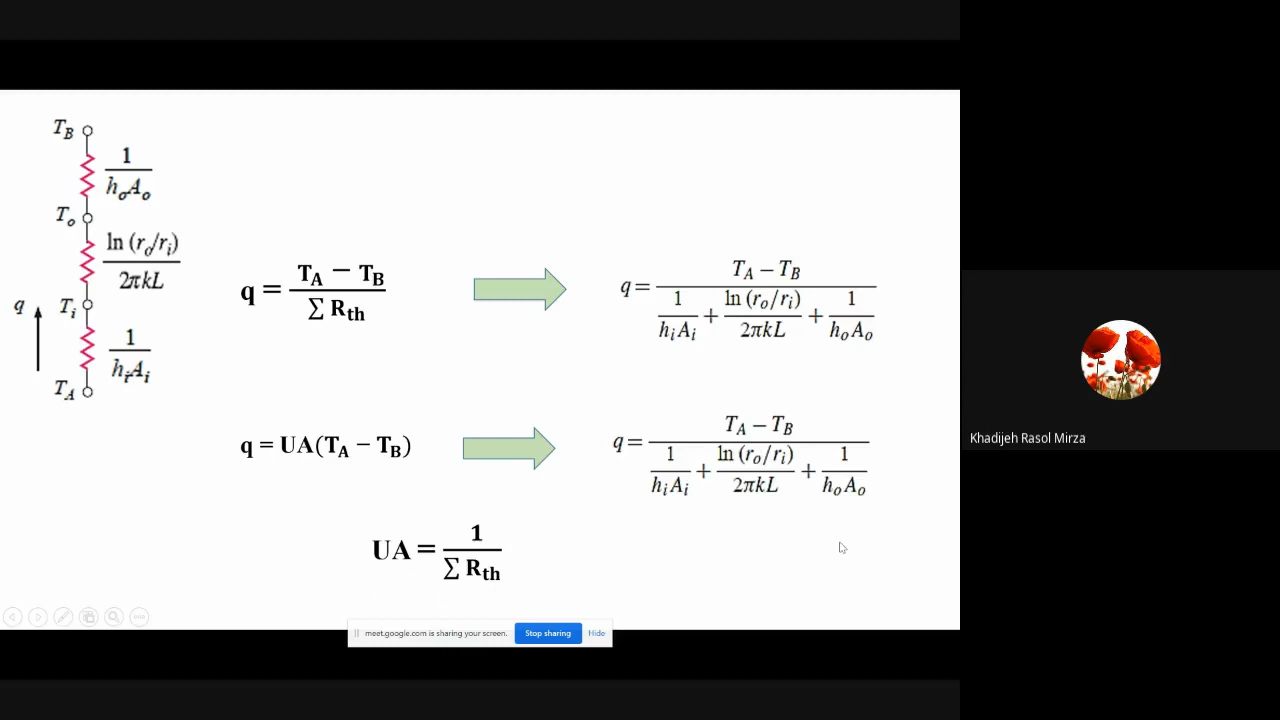 T_B
1/(h_o A_o)
T_o
ln (r_o/r_i)/(2πkL)
q
T_i
1/(h_i A_i)
T_A
q = (T_A − T_B)/(∑ R_th)
q = (T_A − T_B)/(1/(h_i A_i) + ln (r_o/r_i)/(2πkL) + 1/(h_o A_o))
q = UA(T_A − T_B)
q = (T_A − T_B)/(1/(h_i A_i) + ln (r_o/r_i)/(2πkL) + 1/(h_o A_o))
UA = 1/(∑ R_th)
meet.google.com is sharing your screen. Stop sharing Hide
Khadijeh Rasol Mirza